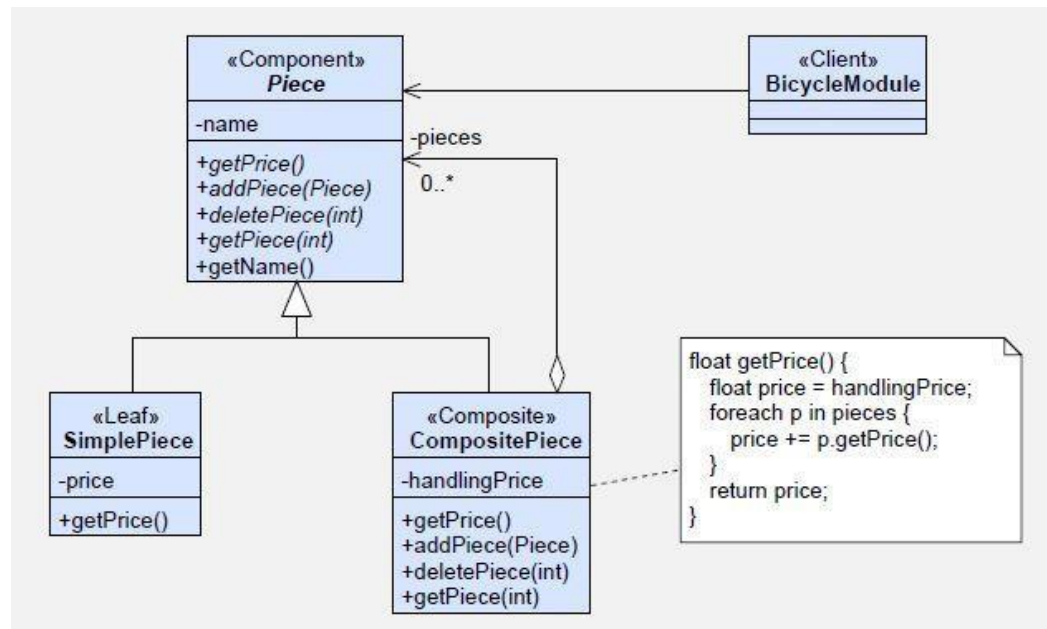 «Component»
Piece
-name
+getPrice()
+addPiece(Piece)
+deletePiece(int)
+getPiece(int)
+getName()
«Client»
BicycleModule
-pieces
0..*
«Leaf»
SimplePiece
-price
+getPrice()
«Composite»
CompositePiece
-handlingPrice
+getPrice()
+addPiece(Piece)
+deletePiece(int)
+getPiece(int)
float getPrice() {
float price = handlingPrice;
foreach p in pieces {
price += p.getPrice();
}
return price;
}